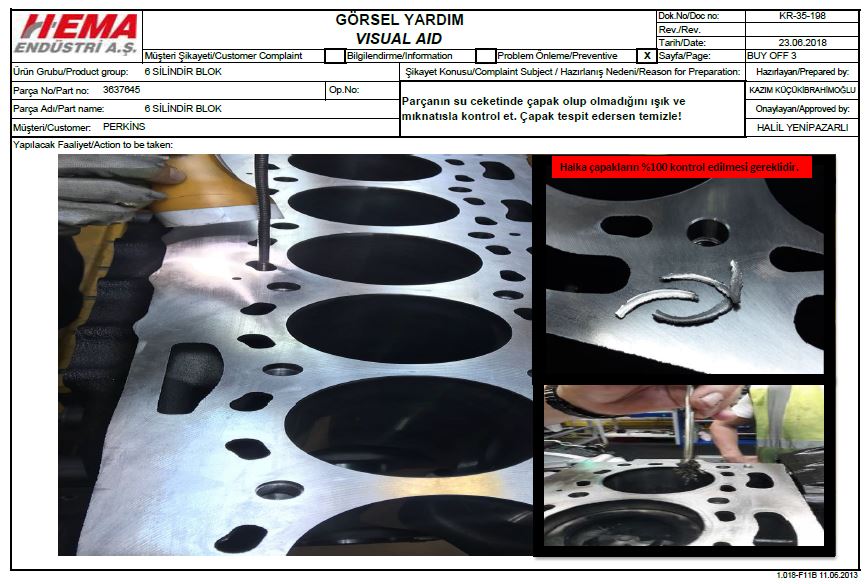 HEMA
ENDÜSTRİ A.Ş.
GÖRSEL YARDIM
VISUAL AID
Dok.No/Doc no: KR-35-198
Rev./Rev.
Tarih/Date: 23.06.2018
Müşteri Şikayeti/Customer Complaint Bilgilendirme/Information Problem Önleme/Preventive X Sayfa/Page: BUY OFF 3
Ürün Grubu/Product group: 6 SİLİNDİR BLOK
Şikayet Konusu/Complaint Subject / Hazırlanış Nedeni/Reason for Preparation:
Hazırlayan/Prepared by:
Parça No/Part no: 3637645 Op.No:
KAZIM KÜÇÜKİBRAHİMOĞLU
Parçanın su ceketinde çapak olup olmadığını ışık ve
mıknatısla kontrol et. Çapak tespit edersen temizle!
Parça Adı/Part name: 6 SİLİNDİR BLOK
Onaylayan/Approved by:
Müşteri/Customer: PERKİNS
HALİL YENİPAZARLI
Yapılacak Faaliyet/Action to be taken:
Halka çapakların %100 kontrol edilmesi gereklidir.
1.018-F11B 11.06.2013